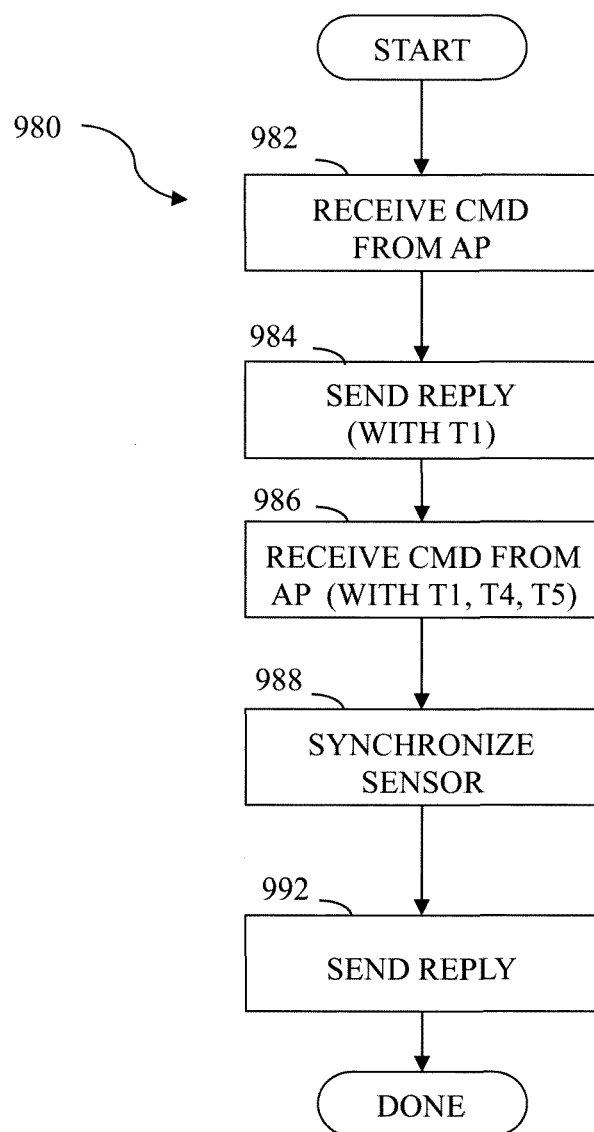 START
980
982
RECEIVE CMD
FROM AP
984
SEND REPLY
(WITH T1)
986
RECEIVE CMD FROM
AP (WITH T1, T4, T5)
988
SYNCHRONIZE
SENSOR
992
SEND REPLY
DONE